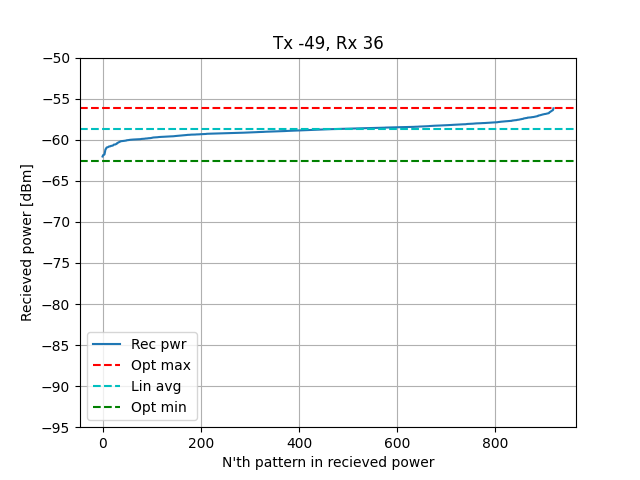 Tx -49, Rx 36
Recieved power [dBm]
−50
−55
−60
−65
−70
−75
−80
−85
−90
−95
Rec pwr
Opt max
Lin avg
Opt min
0 200 400 600 800
N'th pattern in recieved power